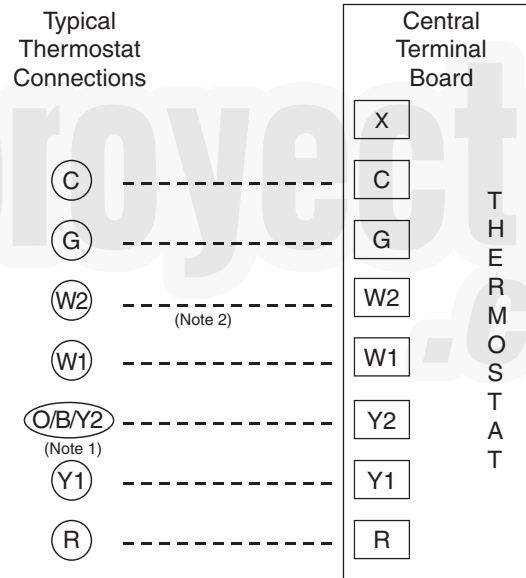 Typical
Thermostat
Connections
Central
Terminal
Board
X
C C
G G
W2 W2
(Note 2)
W1 W1
O/B/Y2 Y2
(Note 1)
Y1 Y1
R R
THERMOSTAT
proyect
.c